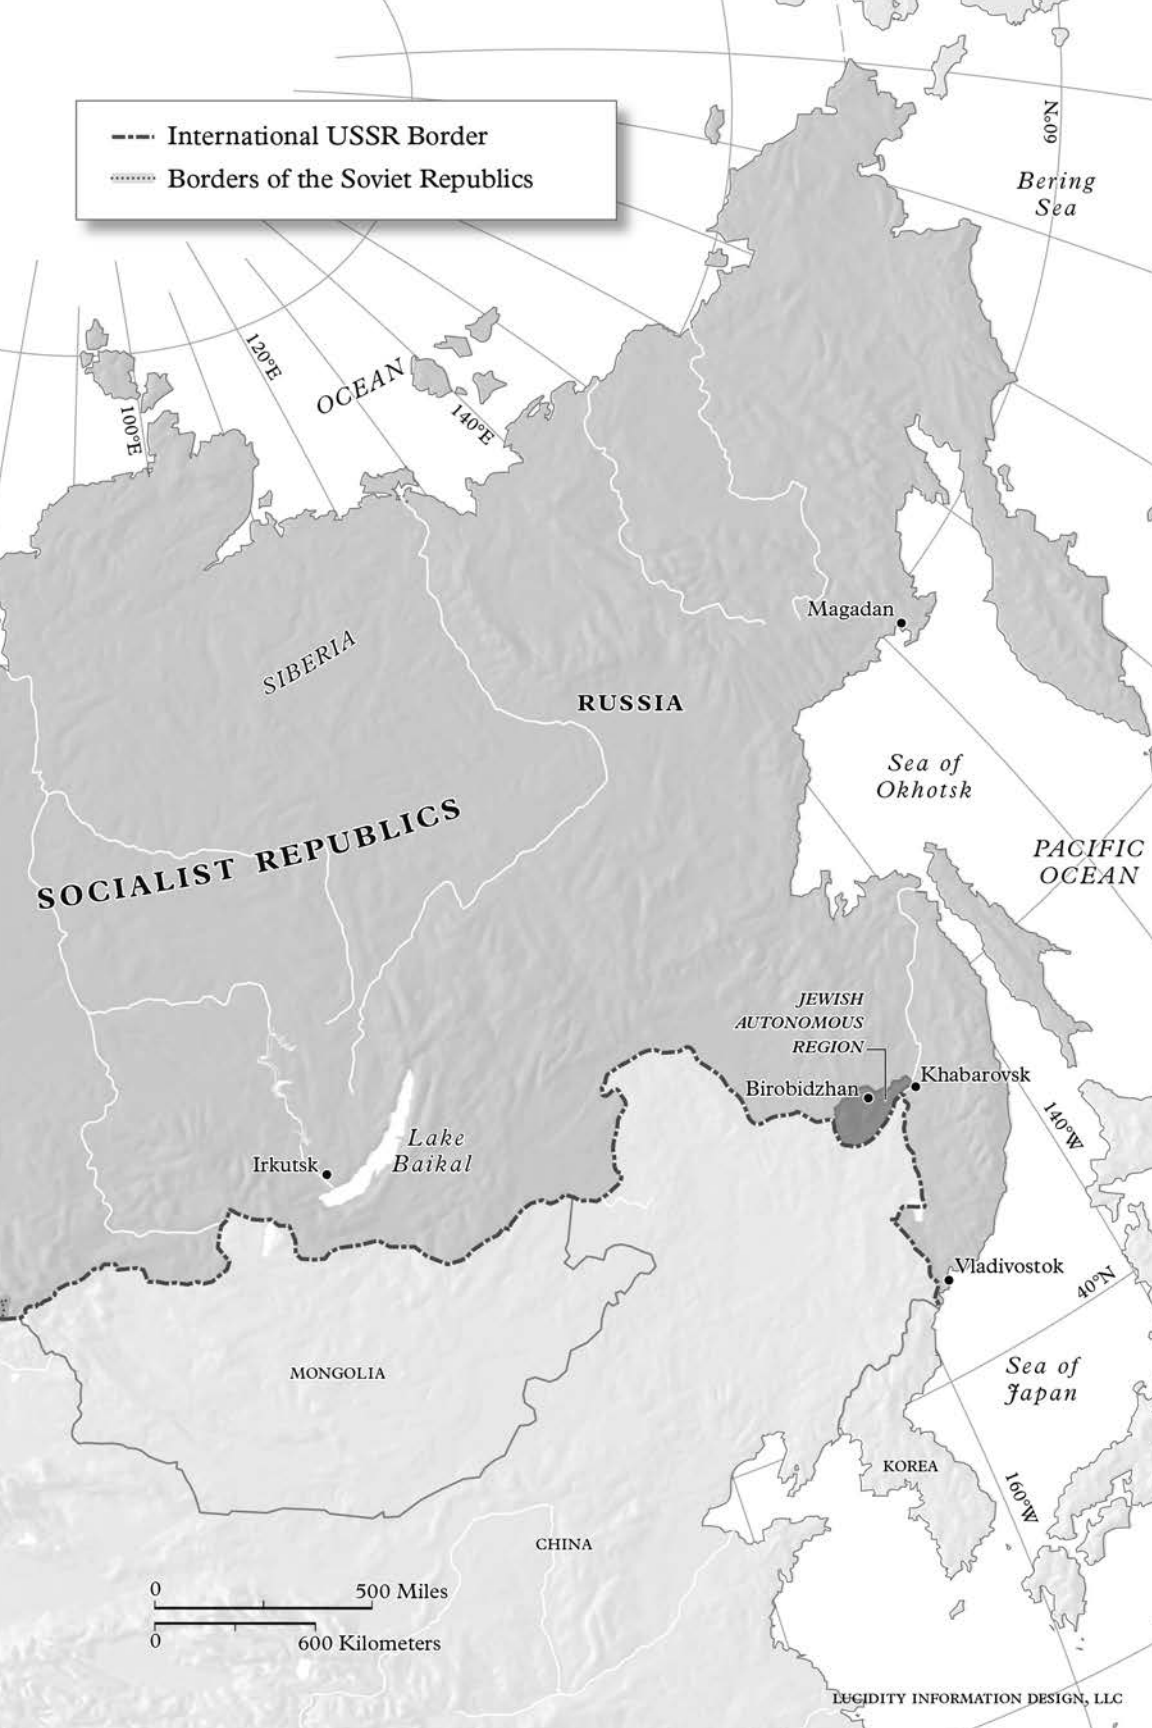 International USSR Border
Borders of the Soviet Republics
60°N
Bering
Sea
120°E
OCEAN
100°E
140°E
Magadan
SIBERIA
RUSSIA
Sea of
Okhotsk
SOCIALIST REPUBLICS
PACIFIC
OCEAN
JEWISH
AUTONOMOUS
REGION
Khabarovsk
Birobidzhan
140°W
Lake
Baikal
Irkutsk
Vladivostok
40°N
MONGOLIA
Sea of
Japan
KOREA
160°W
CHINA
0 500 Miles
0 600 Kilometers
LUCIDITY INFORMATION DESIGN, LLC